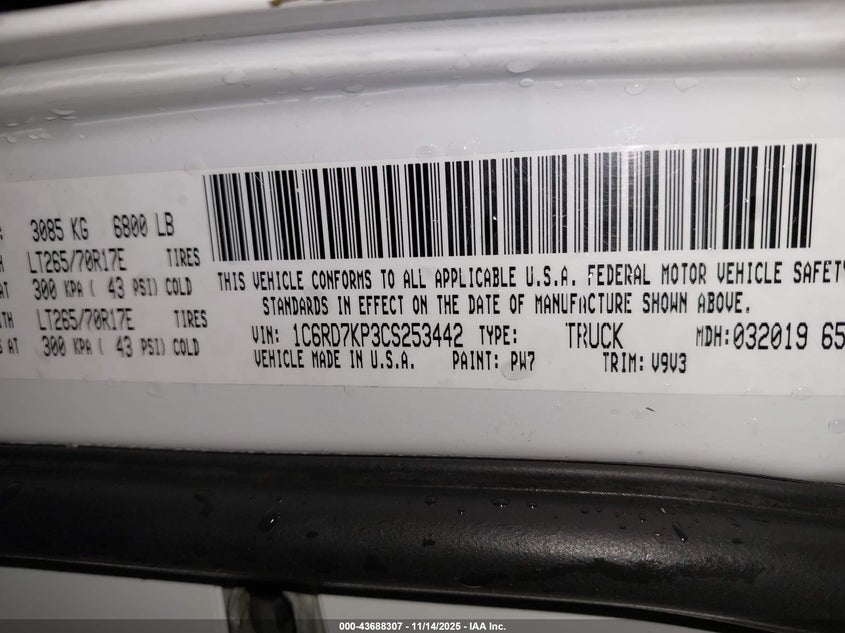 3085 KG 6800 LB
LT265/70R17E TIRES
AT 300 KPA ( 43 PSI) COLD
LT265/70R17E TIRES
S AT 300 KPA ( 43 PSI) COLD
THIS VEHICLE CONFORMS TO ALL APPLICABLE U.S.A. FEDERAL MOTOR VEHICLE SAFETY
STANDARDS IN EFFECT ON THE DATE OF MANUFACTURE SHOWN ABOVE.
VIN: 1C6RD7KP3CS253442 TYPE: TRUCK MDH:032019 65
VEHICLE MADE IN U.S.A. PAINT: PW7 TRIM: V9V3
000-43688307 - 11/14/2025 - IAA Inc.